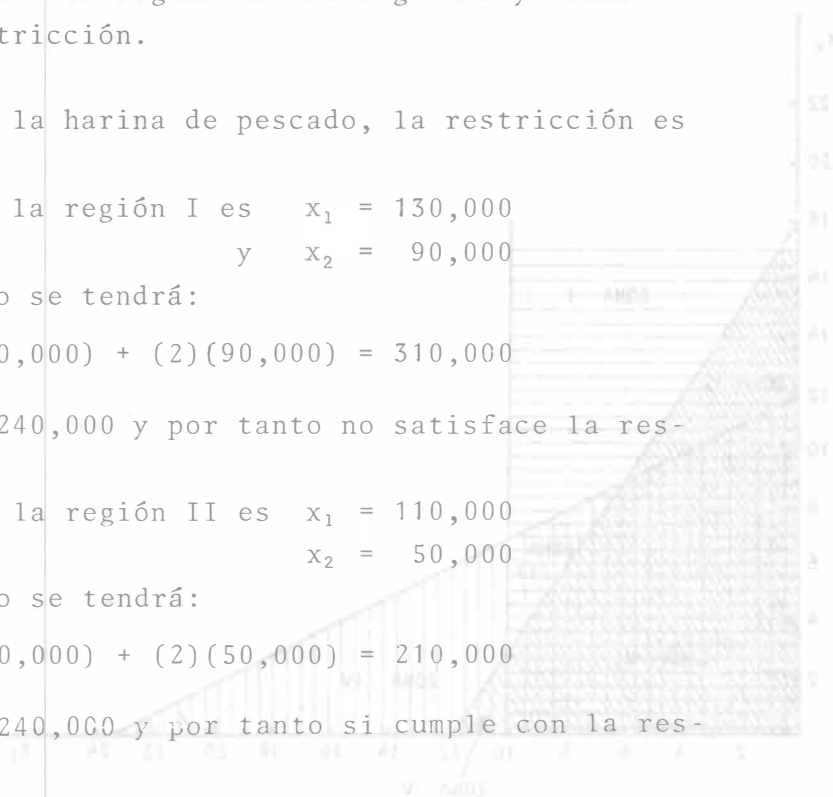 tricción.
la harina de pescado, la restricción es
la región I es x₁ = 130,000
y x₂ = 90,000
o se tendrá:
0,000) + (2)(90,000) = 310,000
240,000 y por tanto no satisface la res-
la región II es x₁ = 110,000
x₂ = 50,000
o se tendrá:
0,000) + (2)(50,000) = 210,000
240,000 y por tanto si cumple con la res-